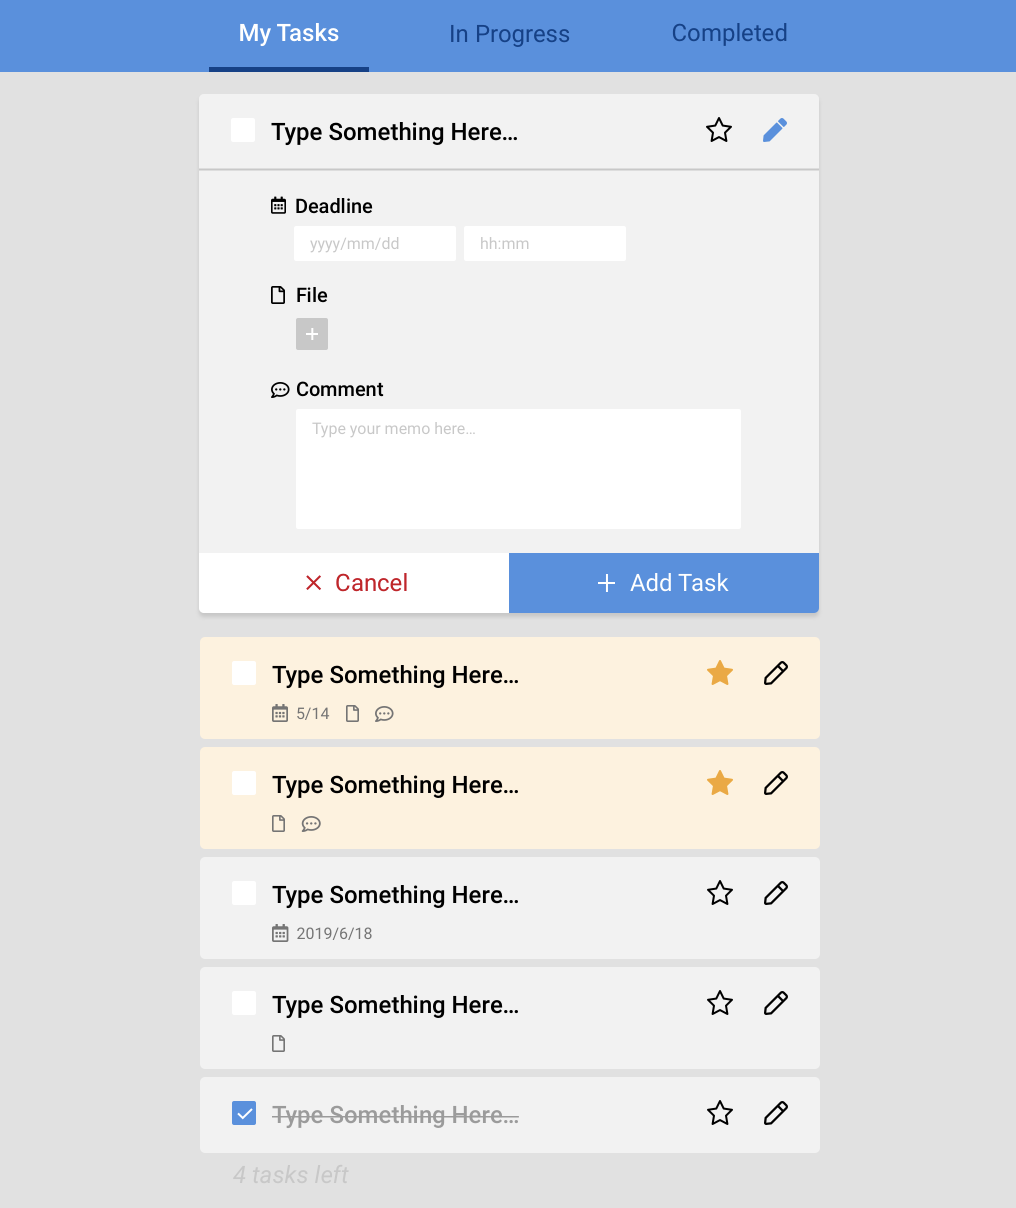 My Tasks In Progress Completed
Type Something Here…
Deadline
yyyy/mm/dd hh:mm
File
Comment
Type your memo here…
Cancel Add Task
Type Something Here…
5/14
Type Something Here…
Type Something Here…
2019/6/18
Type Something Here…
Type Something Here…
4 tasks left